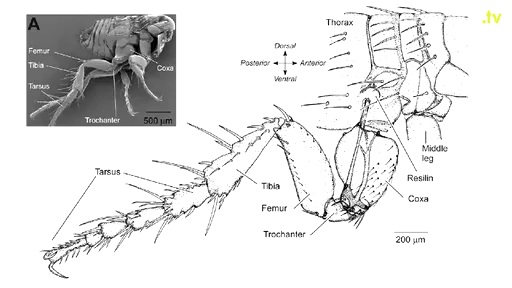 A
.tv
Thorax
Femur
Tibia
Tarsus
Coxa
Trochanter
500 µm
Dorsal
Posterior
Anterior
Ventral
Middle
leg
Resilin
Coxa
Tarsus
Tibia
Femur
Trochanter
200 µm